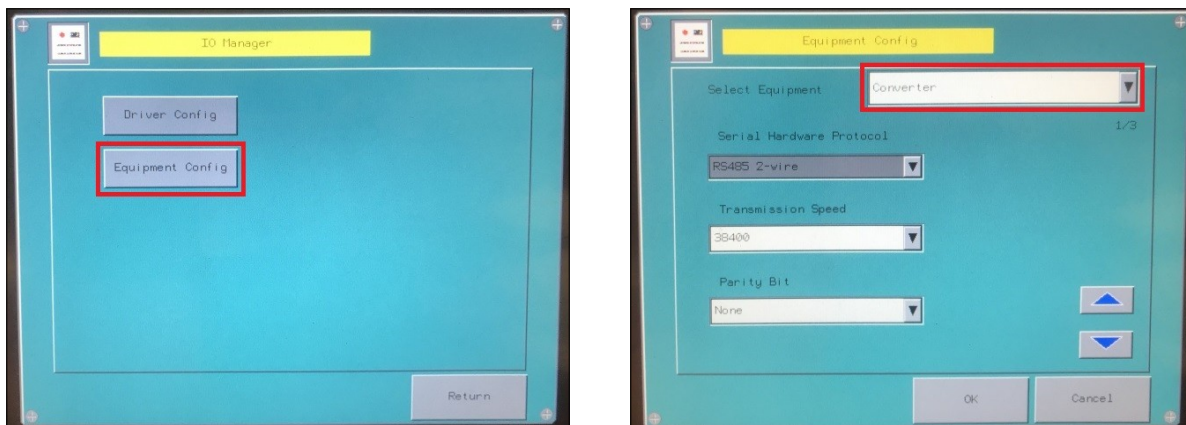 IO Manager
Driver Config
Equipment Config
Return
Equipment Config
Select Equipment
Converter
1/3
Serial Hardware Protocol
RS485 2-wire
Transmission Speed
38400
Parity Bit
None
OK
Cancel